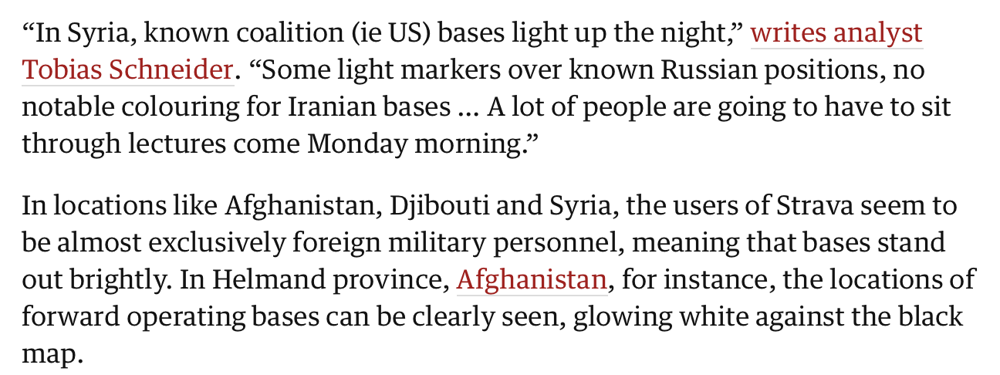 “In Syria, known coalition (ie US) bases light up the night,” writes analyst
Tobias Schneider. “Some light markers over known Russian positions, no
notable colouring for Iranian bases ... A lot of people are going to have to sit
through lectures come Monday morning.”
In locations like Afghanistan, Djibouti and Syria, the users of Strava seem to
be almost exclusively foreign military personnel, meaning that bases stand
out brightly. In Helmand province, Afghanistan, for instance, the locations of
forward operating bases can be clearly seen, glowing white against the black
map.